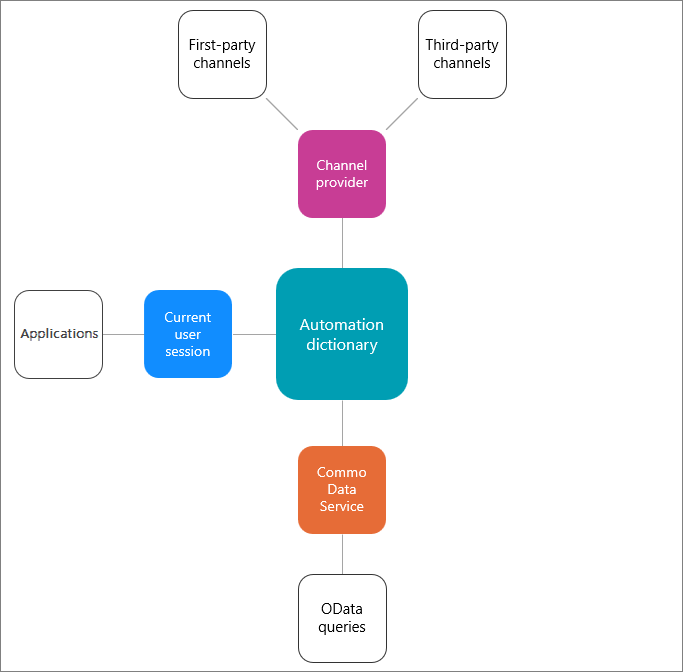 First-party
channels
Third-party
channels
Channel
provider
Applications
Current
user
session
Automation
dictionary
Commo
Data
Service
OData
queries